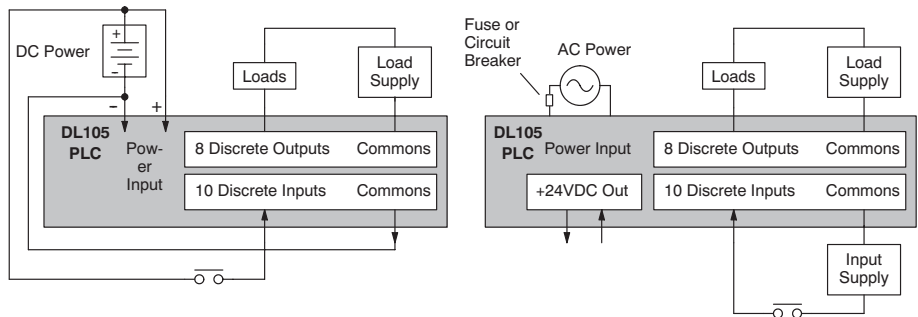 DC Power
+
-
-
+
Loads
Load
Supply
DL105
PLC
Pow-
er
Input
8 Discrete Outputs Commons
10 Discrete Inputs Commons
Fuse or
Circuit
Breaker
AC Power
Loads
Load
Supply
DL105
PLC
Power Input
8 Discrete Outputs Commons
+24VDC Out
10 Discrete Inputs Commons
Input
Supply